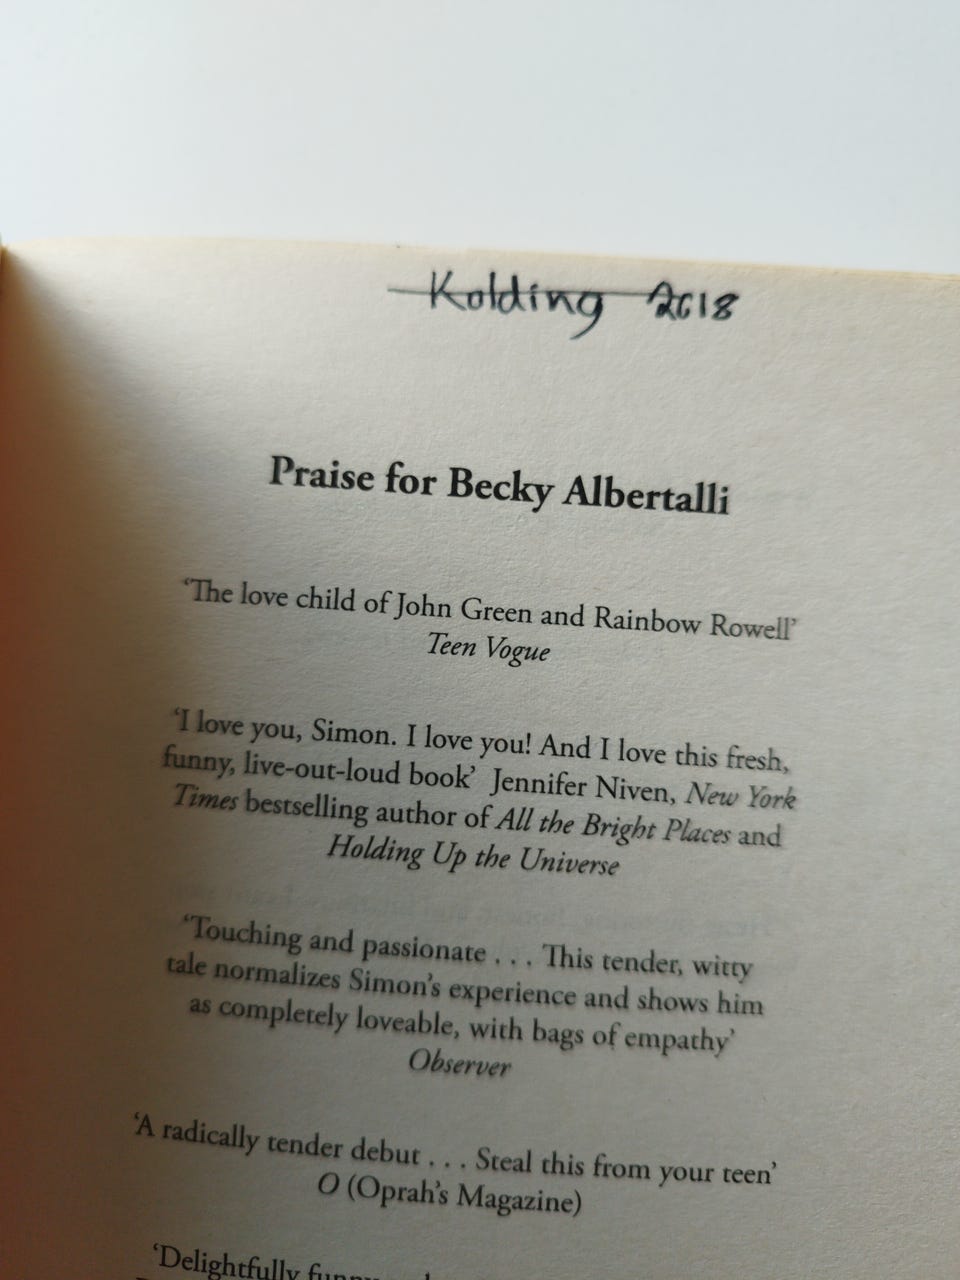 Kolding 2018
Praise for Becky Albertalli
‘The love child of John Green and Rainbow Rowell’
Teen Vogue
‘I love you, Simon. I love you! And I love this fresh,
funny, live-out-loud book’ Jennifer Niven, New York
Times bestselling author of All the Bright Places and
Holding Up the Universe
‘Touching and passionate . . . This tender, witty
tale normalizes Simon’s experience and shows him
as completely loveable, with bags of empathy’
Observer
‘A radically tender debut . . . Steal this from your teen’
O (Oprah’s Magazine)
‘Delightfully funny